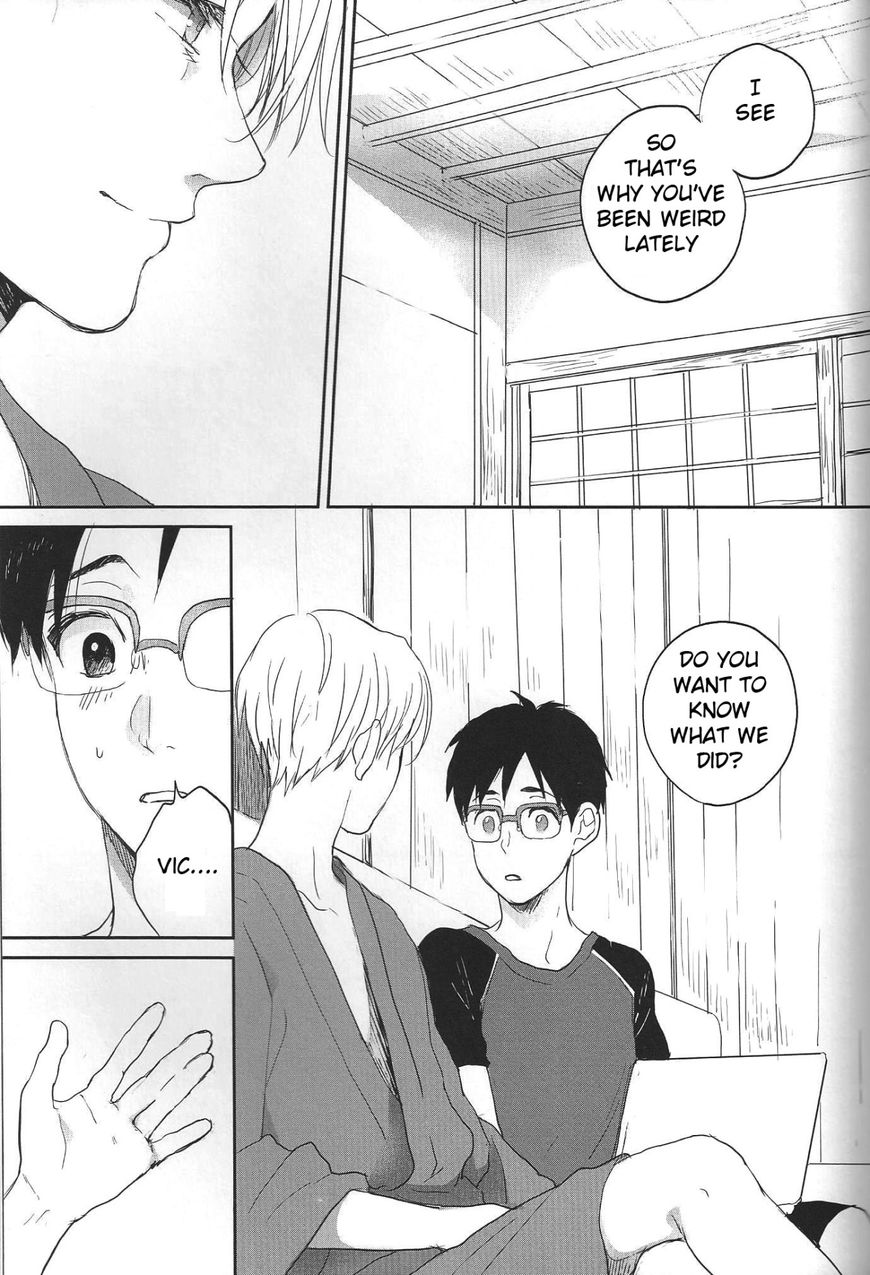 I
SEE
SO
THAT'S
WHY YOU'VE
BEEN WEIRD
LATELY
DO YOU
WANT TO
KNOW
WHAT WE
DID?
VIC....